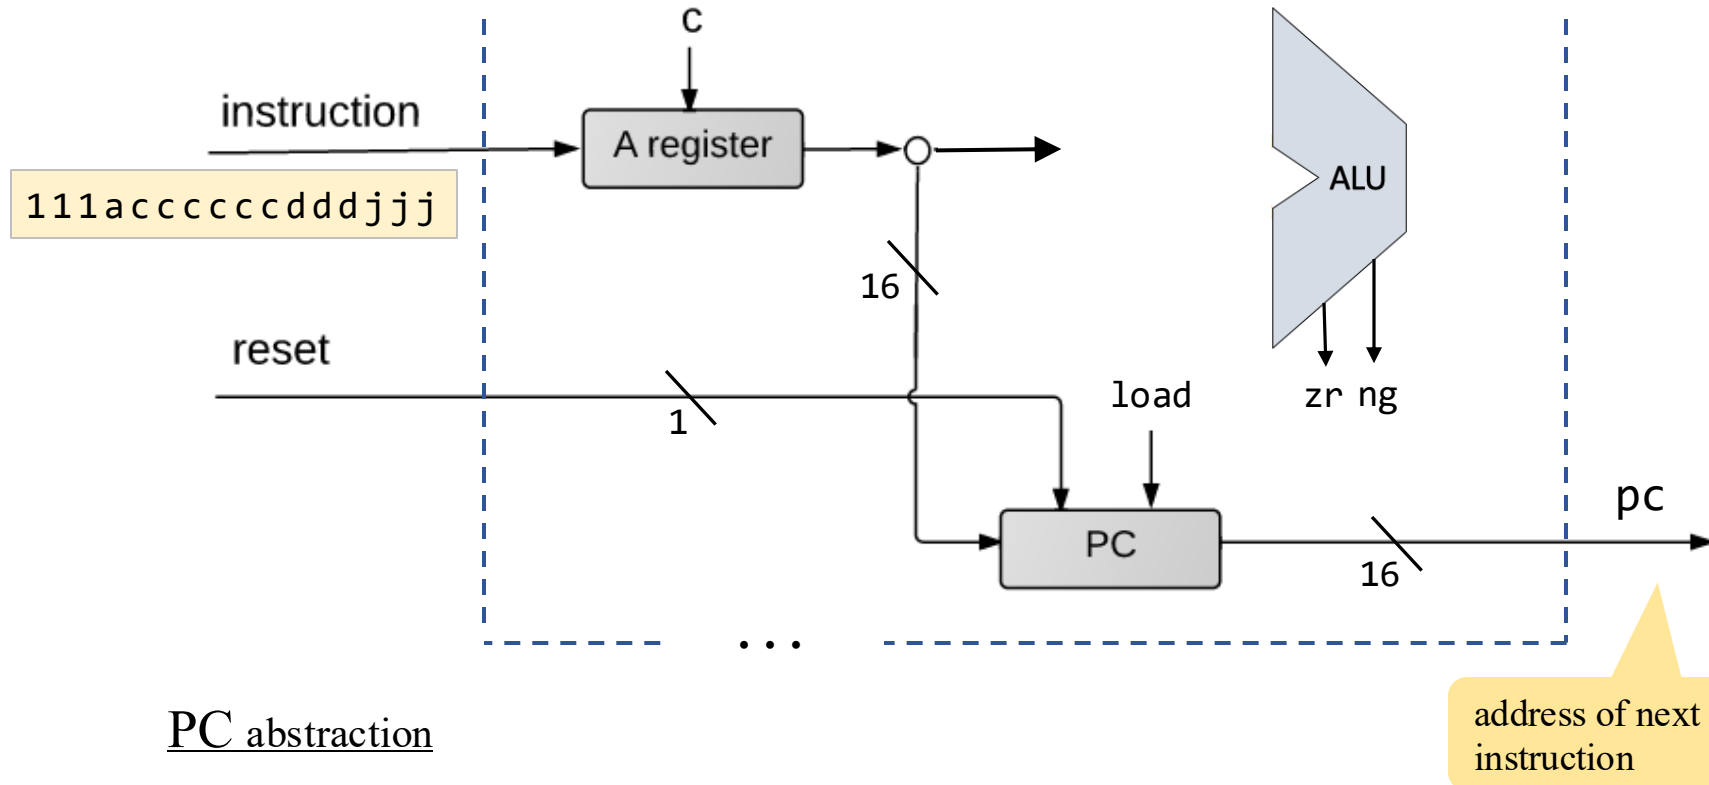 c
instruction
A register
111accccccdddjjj
ALU
16
reset
1
load
zr ng
pc
PC
16
...
PC abstraction
address of next
instruction